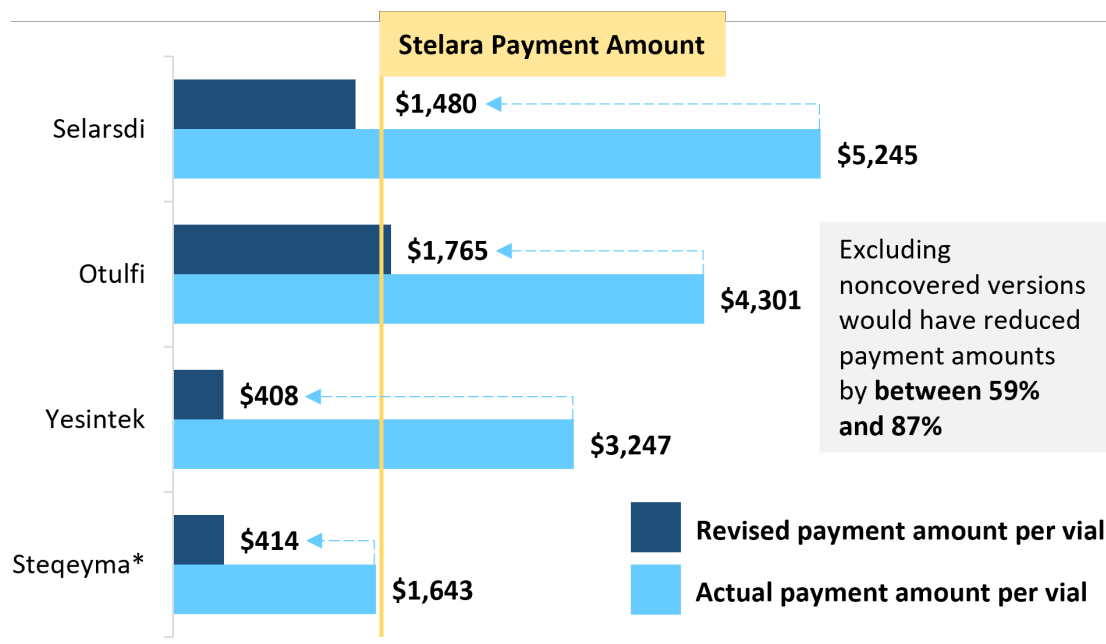 Stelara Payment Amount
Selarsdi
$1,480
$5,245
Otulfi
$1,765
$4,301
Yesintek
$408
$3,247
Steqeyma*
$414
$1,643
Excluding
noncovered versions
would have reduced
payment amounts
by between 59%
and 87%
Revised payment amount per vial
Actual payment amount per vial